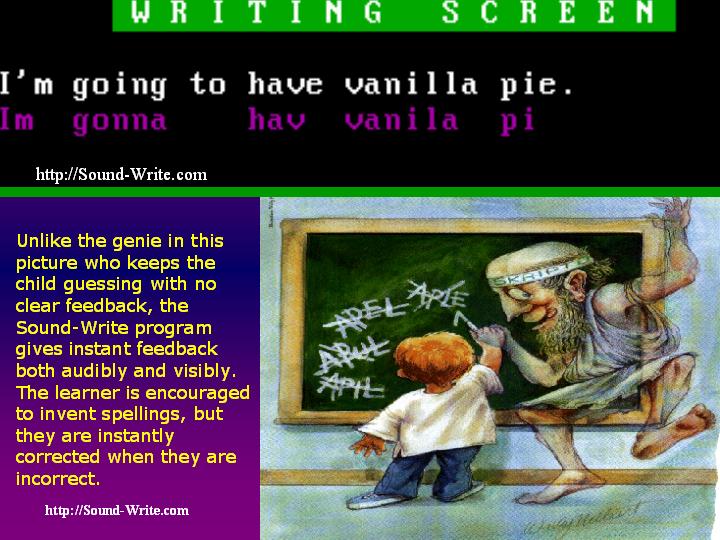 WRITING SCREEN
I'm going to have vanilla pie.
Im gonna hav vanila pi
http://Sound-Write.com
Unlike the genie in this
picture who keeps the
child guessing with no
clear feedback, the
Sound-Write program
gives instant feedback
both audibly and visibly.
The learner is encouraged
to invent spellings, but
they are instantly
corrected when they are
incorrect.
http://Sound-Write.com
SKRIPT
APEL APLE
APUL
APIL